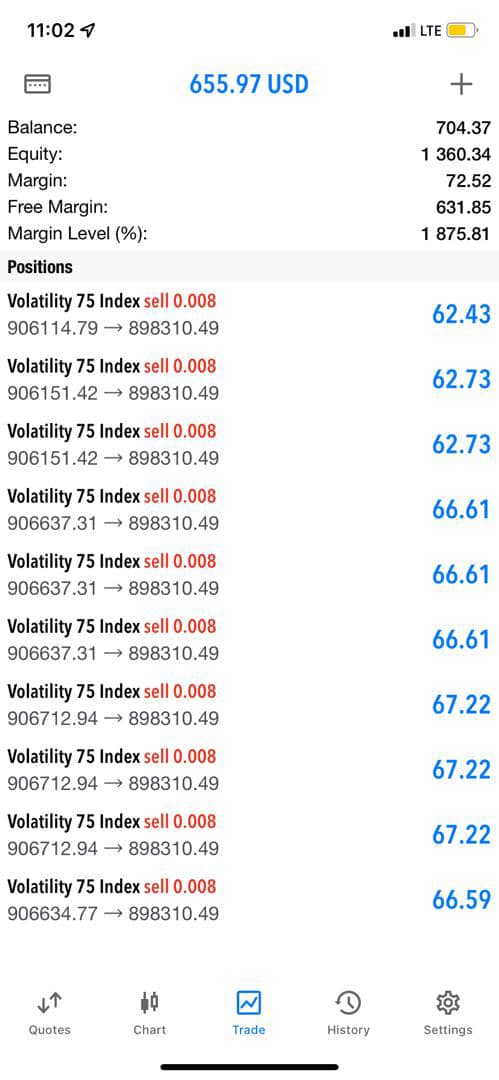 11:02
LTE
655.97 USD
Balance: 704.37
Equity: 1 360.34
Margin: 72.52
Free Margin: 631.85
Margin Level (%): 1 875.81
Positions
Volatility 75 Index sell 0.008
906114.79 → 898310.49
62.43
Volatility 75 Index sell 0.008
906151.42 → 898310.49
62.73
Volatility 75 Index sell 0.008
906151.42 → 898310.49
62.73
Volatility 75 Index sell 0.008
906637.31 → 898310.49
66.61
Volatility 75 Index sell 0.008
906637.31 → 898310.49
66.61
Volatility 75 Index sell 0.008
906637.31 → 898310.49
66.61
Volatility 75 Index sell 0.008
906712.94 → 898310.49
67.22
Volatility 75 Index sell 0.008
906712.94 → 898310.49
67.22
Volatility 75 Index sell 0.008
906712.94 → 898310.49
67.22
Volatility 75 Index sell 0.008
906634.77 → 898310.49
66.59
Quotes
Chart
Trade
History
Settings